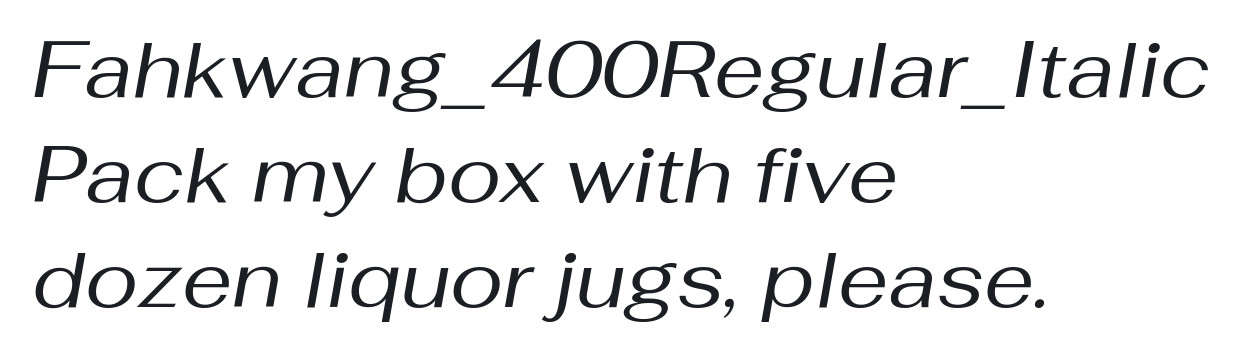 Fahkwang_400Regular_Italic
Pack my box with five
dozen liquor jugs, please.